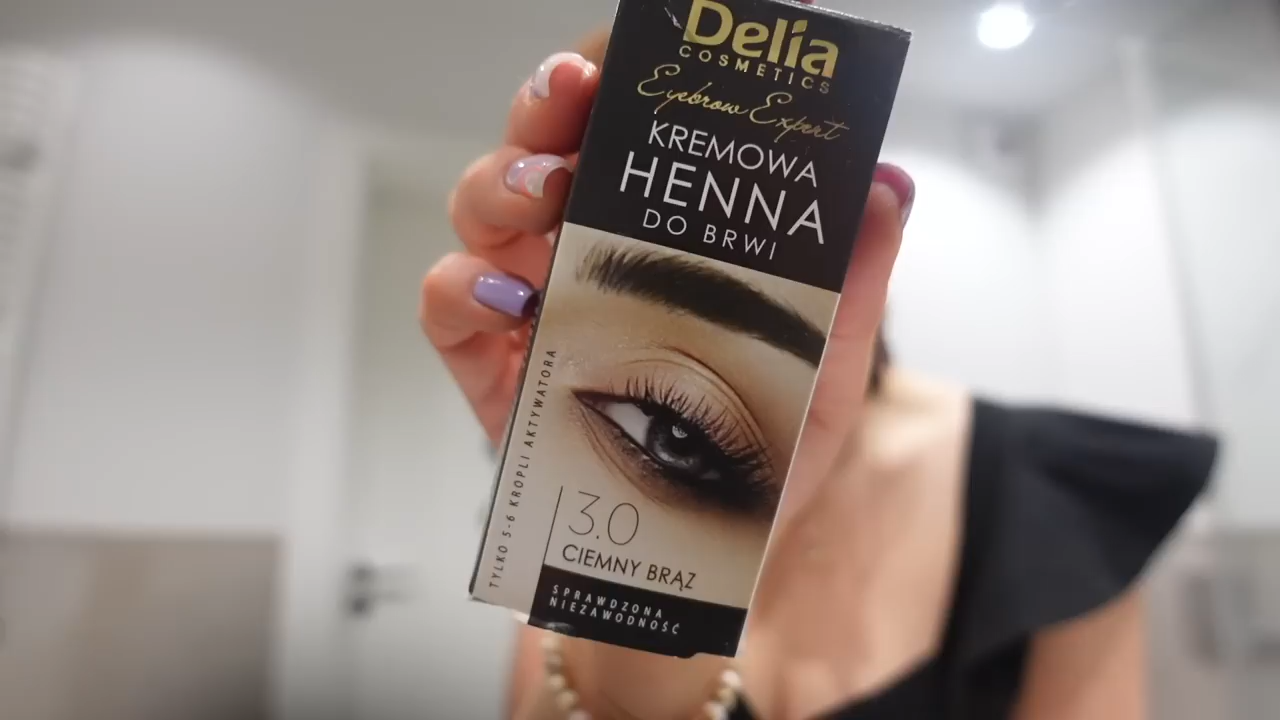 Delia
COSMETICS
Eyebrow Expert
KREMOWA
HENNA
DO BRWI
TYLKO 5-6 KROPLI AKTYWATORA
3.0
CIEMNY BRĄZ
SPRAWDZONA
NIEZAWODNOŚĆ